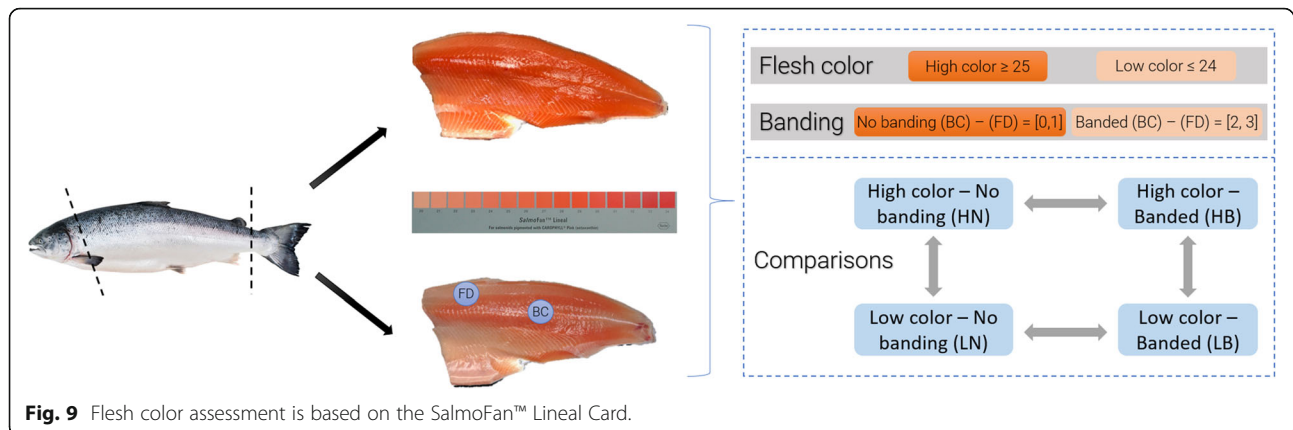 Flesh color
High color ≥ 25
Low color ≤ 24
Banding
No banding (BC) – (FD) = [0,1]
Banded (BC) – (FD) = [2, 3]
SalmoFan™ Lineal
FD
BC
High color – No
banding (HN)
High color –
Banded (HB)
Comparisons
Low color – No
banding (LN)
Low color –
Banded (LB)
Fig. 9 Flesh color assessment is based on the SalmoFan™ Lineal Card.